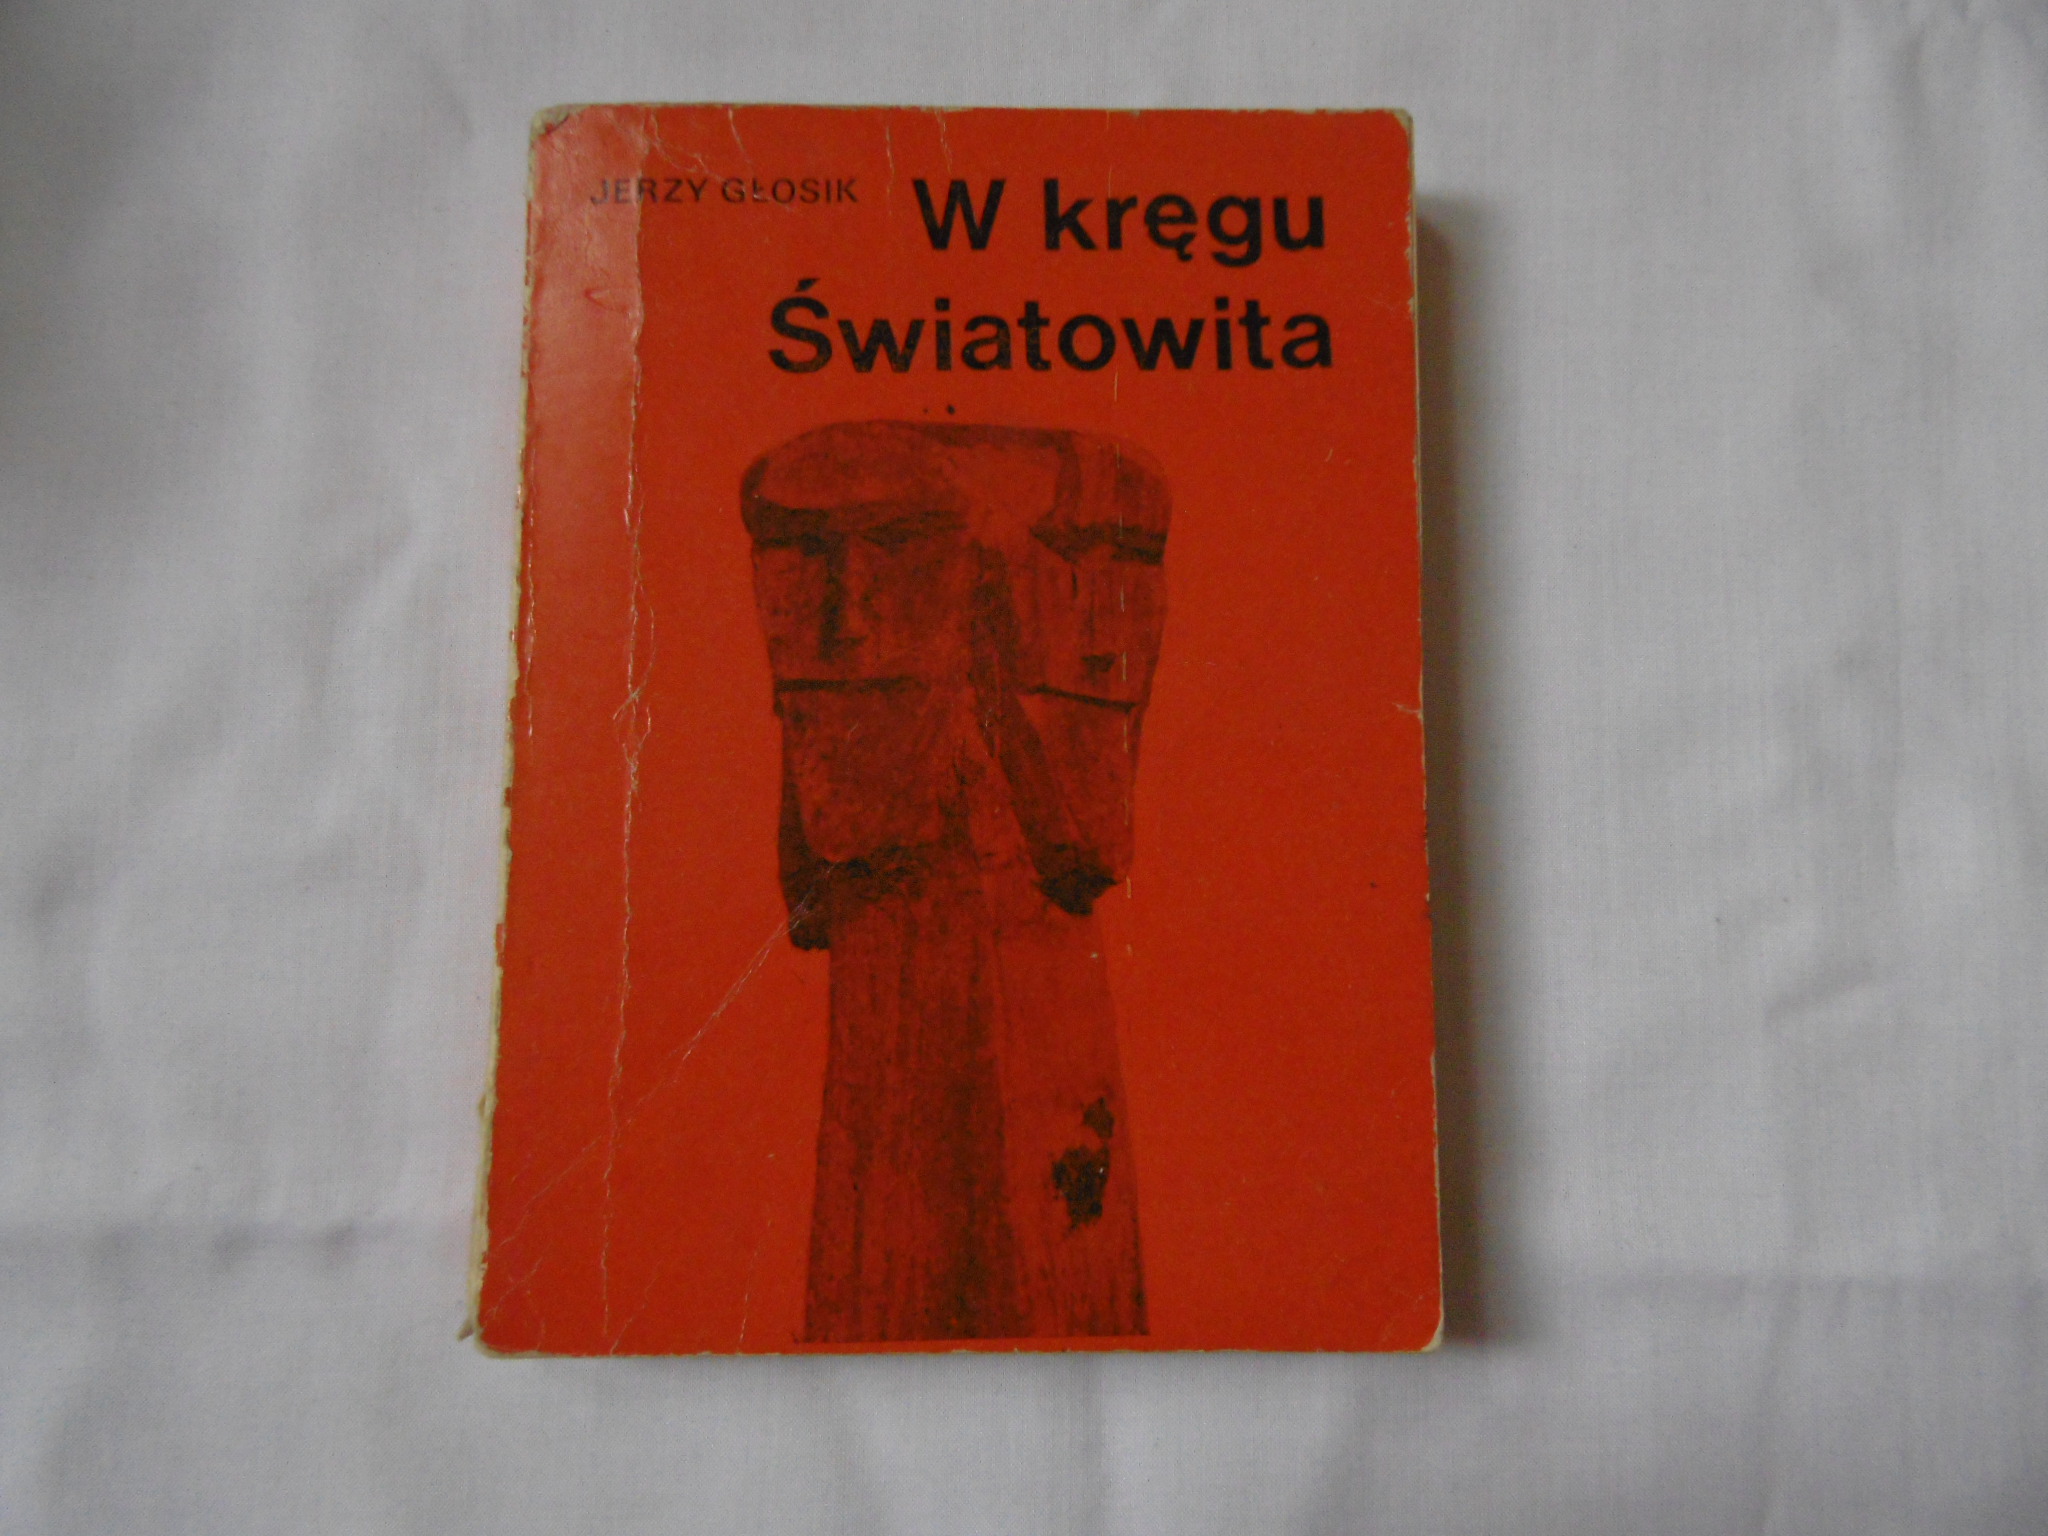 JERZY GŁOSIK
W kręgu
Światowita